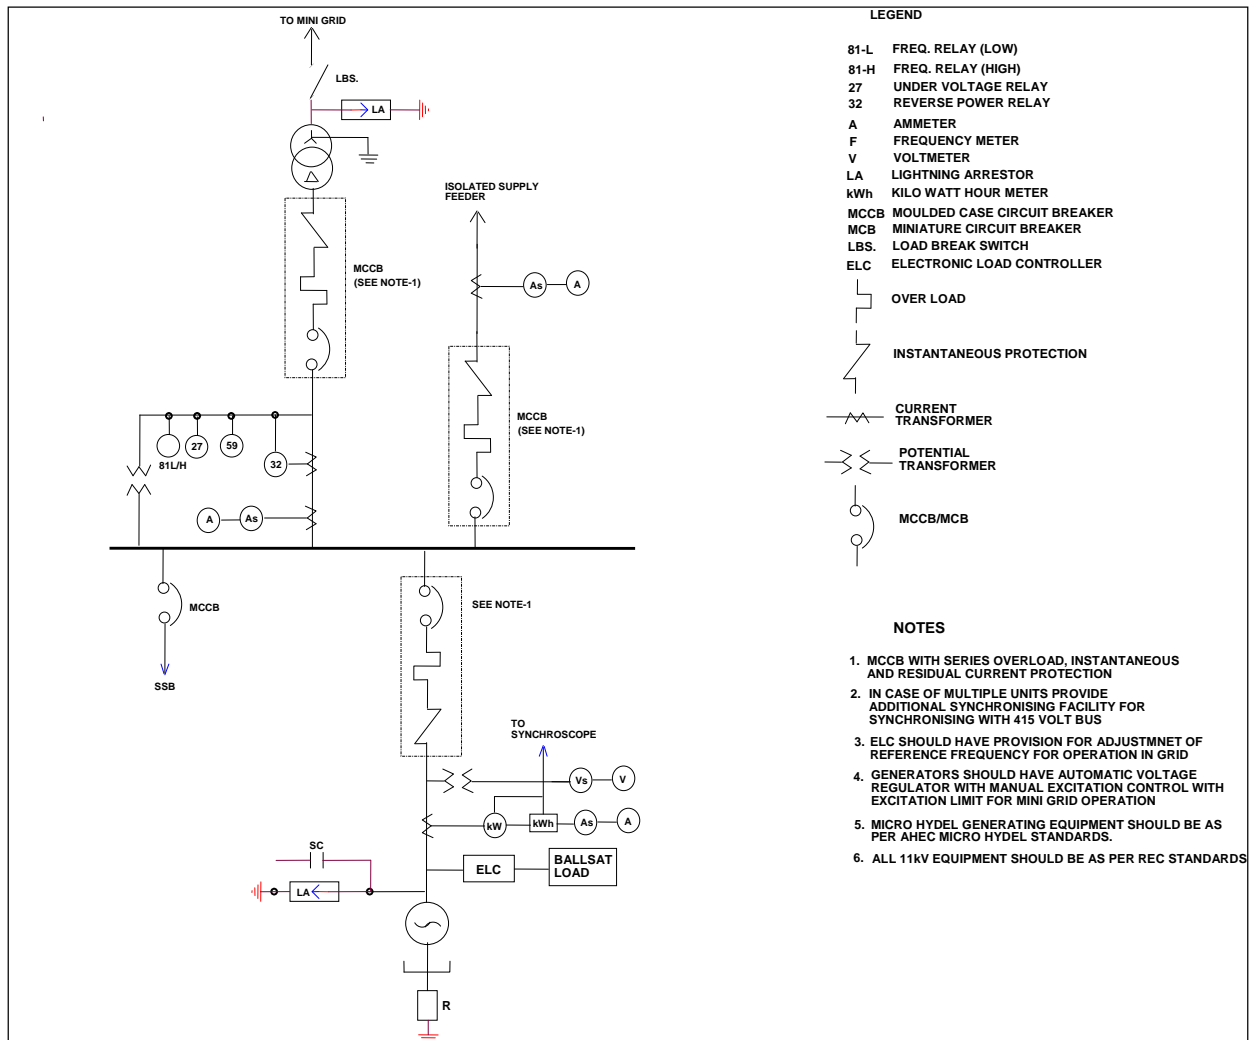 TO MINI GRID
LBS.
LA
MCCB
(SEE NOTE-1)
ISOLATED SUPPLY
FEEDER
As
A
MCCB
(SEE NOTE-1)
81L/H
27
59
32
A
As
MCCB
SSB
SEE NOTE-1
TO
SYNCHROSCOPE
Vs
V
kW
kWh
As
A
SC
LA
ELC
BALLSAT
LOAD
R
LEGEND
81-L FREQ. RELAY (LOW)
81-H FREQ. RELAY (HIGH)
27 UNDER VOLTAGE RELAY
32 REVERSE POWER RELAY
A AMMETER
F FREQUENCY METER
V VOLTMETER
LA LIGHTNING ARRESTOR
kWh KILO WATT HOUR METER
MCCB MOULDED CASE CIRCUIT BREAKER
MCB MINIATURE CIRCUIT BREAKER
LBS. LOAD BREAK SWITCH
ELC ELECTRONIC LOAD CONTROLLER
OVER LOAD
INSTANTANEOUS PROTECTION
CURRENT
TRANSFORMER
POTENTIAL
TRANSFORMER
MCCB/MCB
NOTES
1. MCCB WITH SERIES OVERLOAD, INSTANTANEOUS
AND RESIDUAL CURRENT PROTECTION
2. IN CASE OF MULTIPLE UNITS PROVIDE
ADDITIONAL SYNCHRONISING FACILITY FOR
SYNCHRONISING WITH 415 VOLT BUS
3. ELC SHOULD HAVE PROVISION FOR ADJUSTMNET OF
REFERENCE FREQUENCY FOR OPERATION IN GRID
4. GENERATORS SHOULD HAVE AUTOMATIC VOLTAGE
REGULATOR WITH MANUAL EXCITATION CONTROL WITH
EXCITATION LIMIT FOR MINI GRID OPERATION
5. MICRO HYDEL GENERATING EQUIPMENT SHOULD BE AS
PER AHEC MICRO HYDEL STANDARDS.
6. ALL 11kV EQUIPMENT SHOULD BE AS PER REC STANDARDS